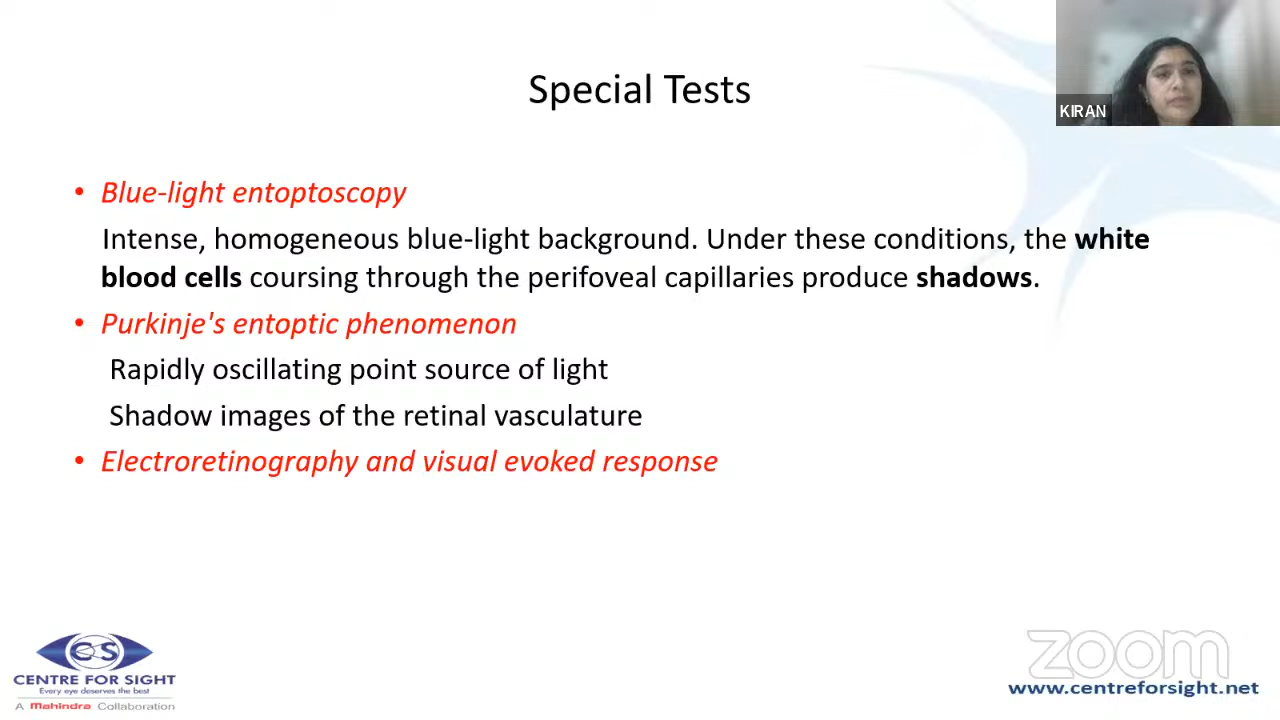 KIRAN
Special Tests
• Blue-light entoptoscopy
Intense, homogeneous blue-light background. Under these conditions, the white
blood cells coursing through the perifoveal capillaries produce shadows.
• Purkinje's entoptic phenomenon
Rapidly oscillating point source of light
Shadow images of the retinal vasculature
• Electroretinography and visual evoked response
CFS
CENTRE FOR SIGHT
Every eye deserves the best
A Mahindra Collaboration
zoom
www.centreforsight.net